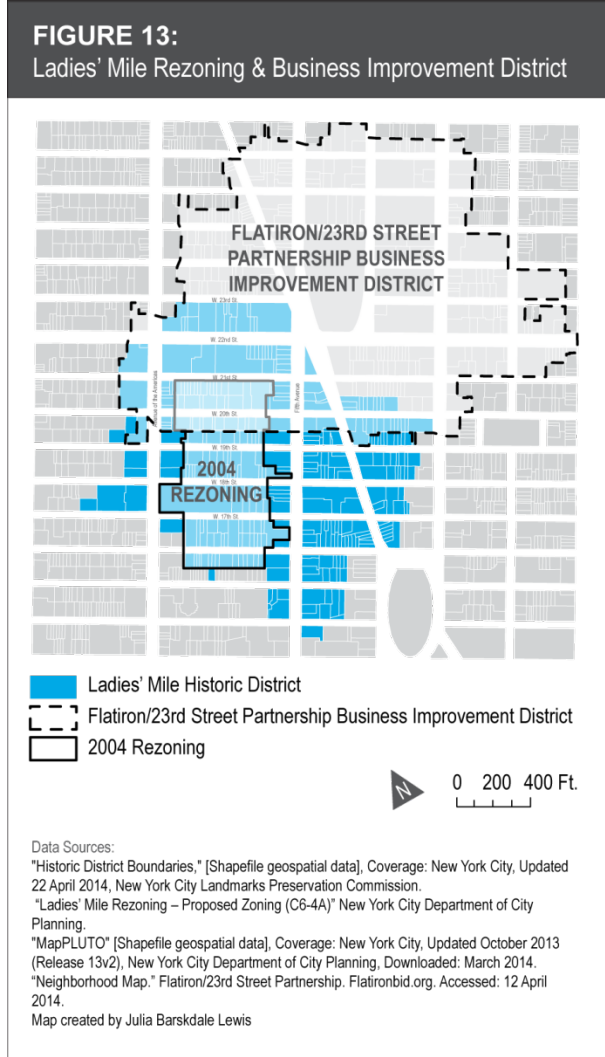 FIGURE 13:
Ladies' Mile Rezoning & Business Improvement District
FLATIRON/23RD STREET
PARTNERSHIP BUSINESS
IMPROVEMENT DISTRICT
W. 23rd St.
W. 22nd St.
W. 21st St.
Avenue of the Americas
Fifth Avenue
W. 20th St.
W. 19th St.
2004
W. 18th St.
REZONING
W. 17th St.
Ladies' Mile Historic District
Flatiron/23rd Street Partnership Business Improvement District
2004 Rezoning
N
0 200 400 Ft.
Data Sources:
"Historic District Boundaries," [Shapefile geospatial data], Coverage: New York City, Updated
22 April 2014, New York City Landmarks Preservation Commission.
“Ladies’ Mile Rezoning – Proposed Zoning (C6-4A)” New York City Department of City
Planning.
"MapPLUTO" [Shapefile geospatial data], Coverage: New York City, Updated October 2013
(Release 13v2), New York City Department of City Planning, Downloaded: March 2014.
“Neighborhood Map.” Flatiron/23rd Street Partnership. Flatironbid.org. Accessed: 12 April
2014.
Map created by Julia Barskdale Lewis